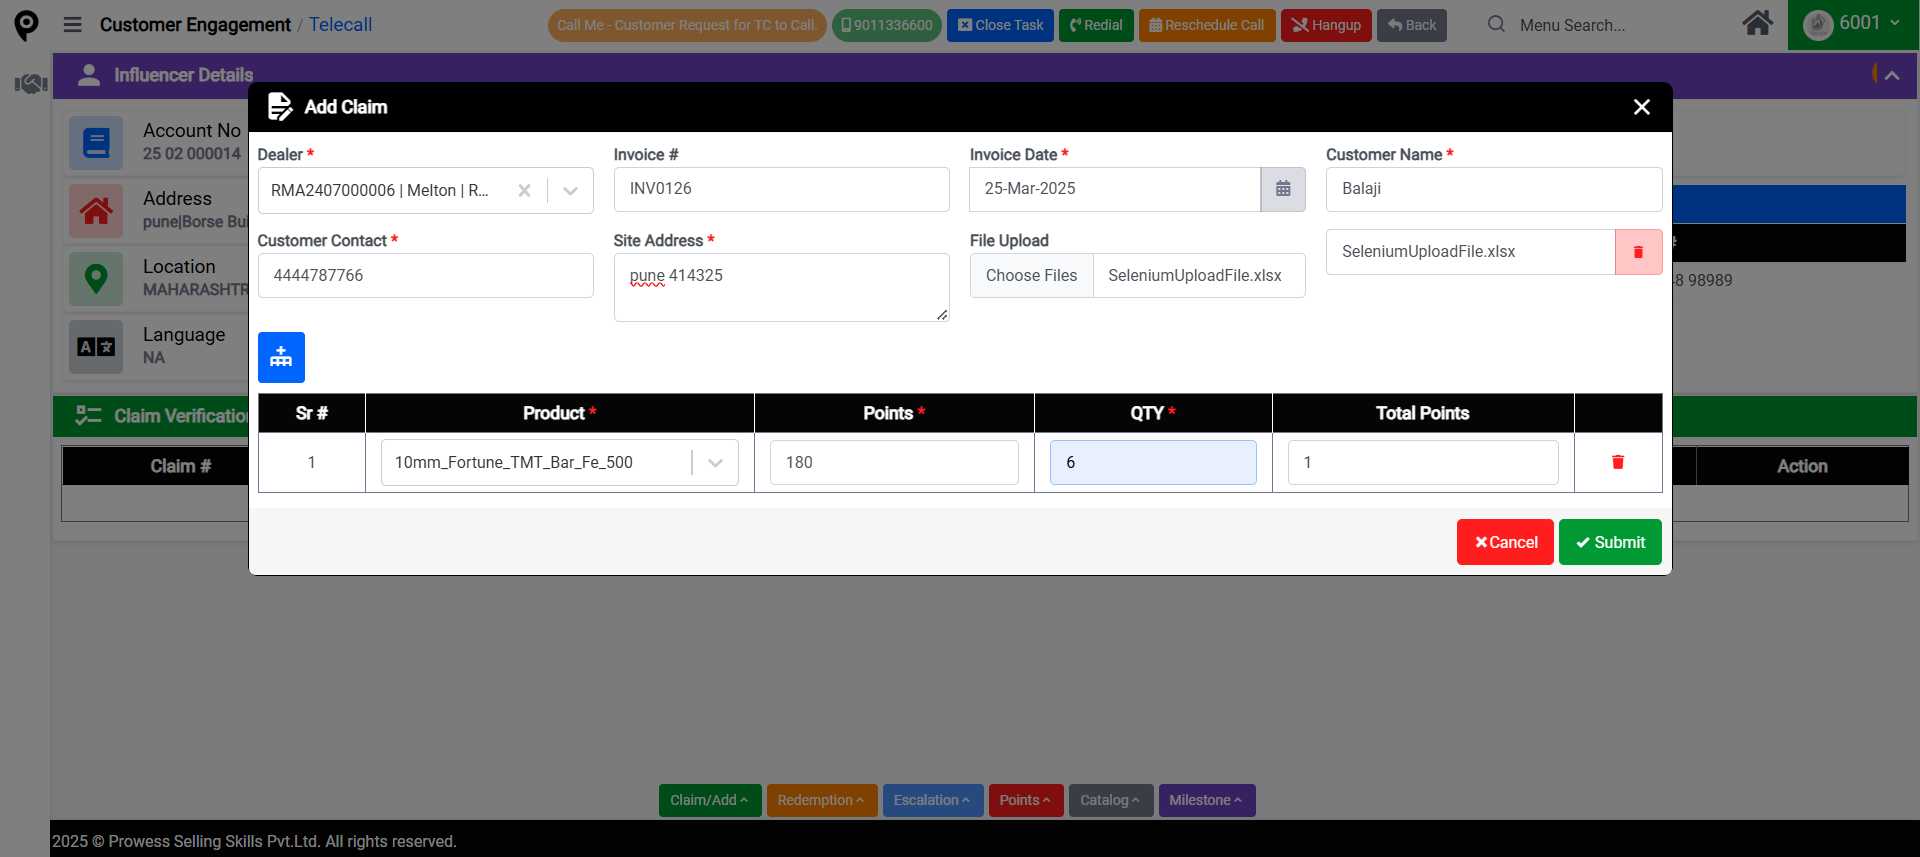 Customer Engagement / Telecall
Call Me - Customer Request for TC to Call.
9011336600
Close Task
Redial
Reschedule Call
Hangup
Back
Menu Search...
6001
Influencer Details
Account No
25 02 000014
Address
pune|Borse Bui
Location
MAHARASHTR
Language
NA
8 98989
Add Claim
Dealer *
RMA2407000006 | Melton | R...
Invoice #
INV0126
Invoice Date *
25-Mar-2025
Customer Name *
Balaji
Customer Contact *
4444787766
Site Address *
pune 414325
File Upload
Choose Files SeleniumUploadFile.xlsx
SeleniumUploadFile.xlsx
Sr # Product * Points * QTY * Total Points
1 10mm_Fortune_TMT_Bar_Fe_500 180 6 1
Cancel Submit
Claim Verification
Claim # Action
Claim/Add Redemption Escalation Points Catalog Milestone
2025 © Prowess Selling Skills Pvt.Ltd. All rights reserved.